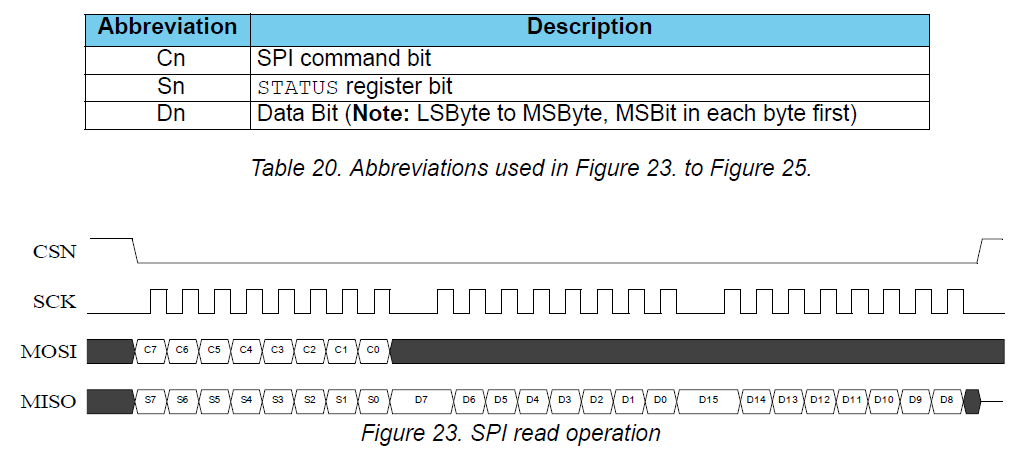 Abbreviation Description
Cn SPI command bit
Sn STATUS register bit
Dn Data Bit (Note: LSByte to MSByte, MSBit in each byte first)
Table 20. Abbreviations used in Figure 23. to Figure 25.
CSN
SCK
MOSI C7 C6 C5 C4 C3 C2 C1 C0
MISO S7 S6 S5 S4 S3 S2 S1 S0 D7 D6 D5 D4 D3 D2 D1 D0 D15 D14 D13 D12 D11 D10 D9 D8
Figure 23. SPI read operation